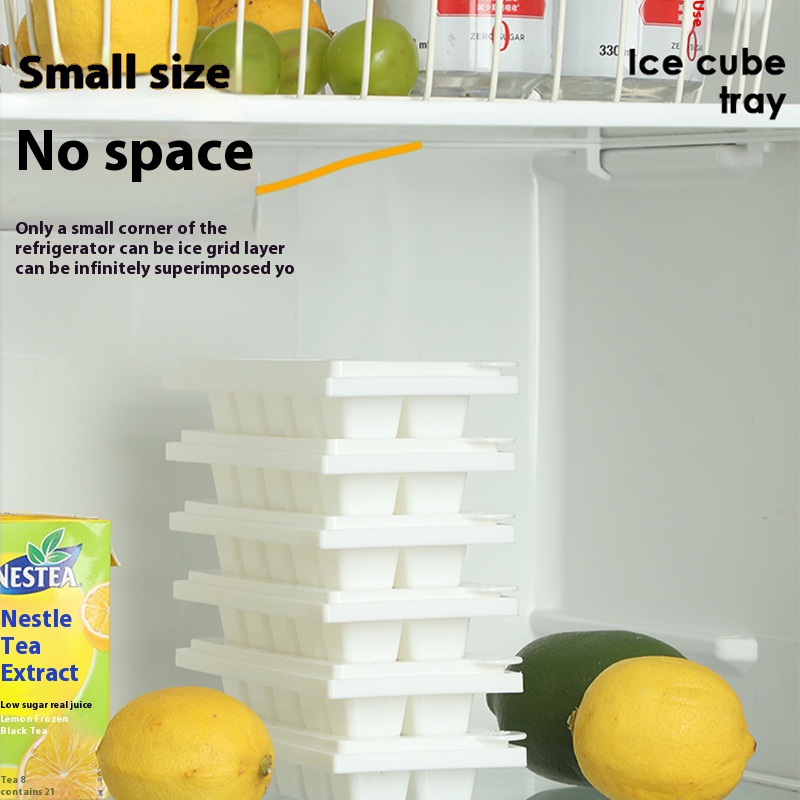 ZERO SUGAR
330
Use
Small size
Ice cube
tray
No space
Only a small corner of the
refrigerator can be ice grid layer
can be infinitely superimposed yo
NESTEA
Nestle
Tea
Extract
Low sugar real juice
Lemon Frozen
Black Tea
Tea 8
contains 21